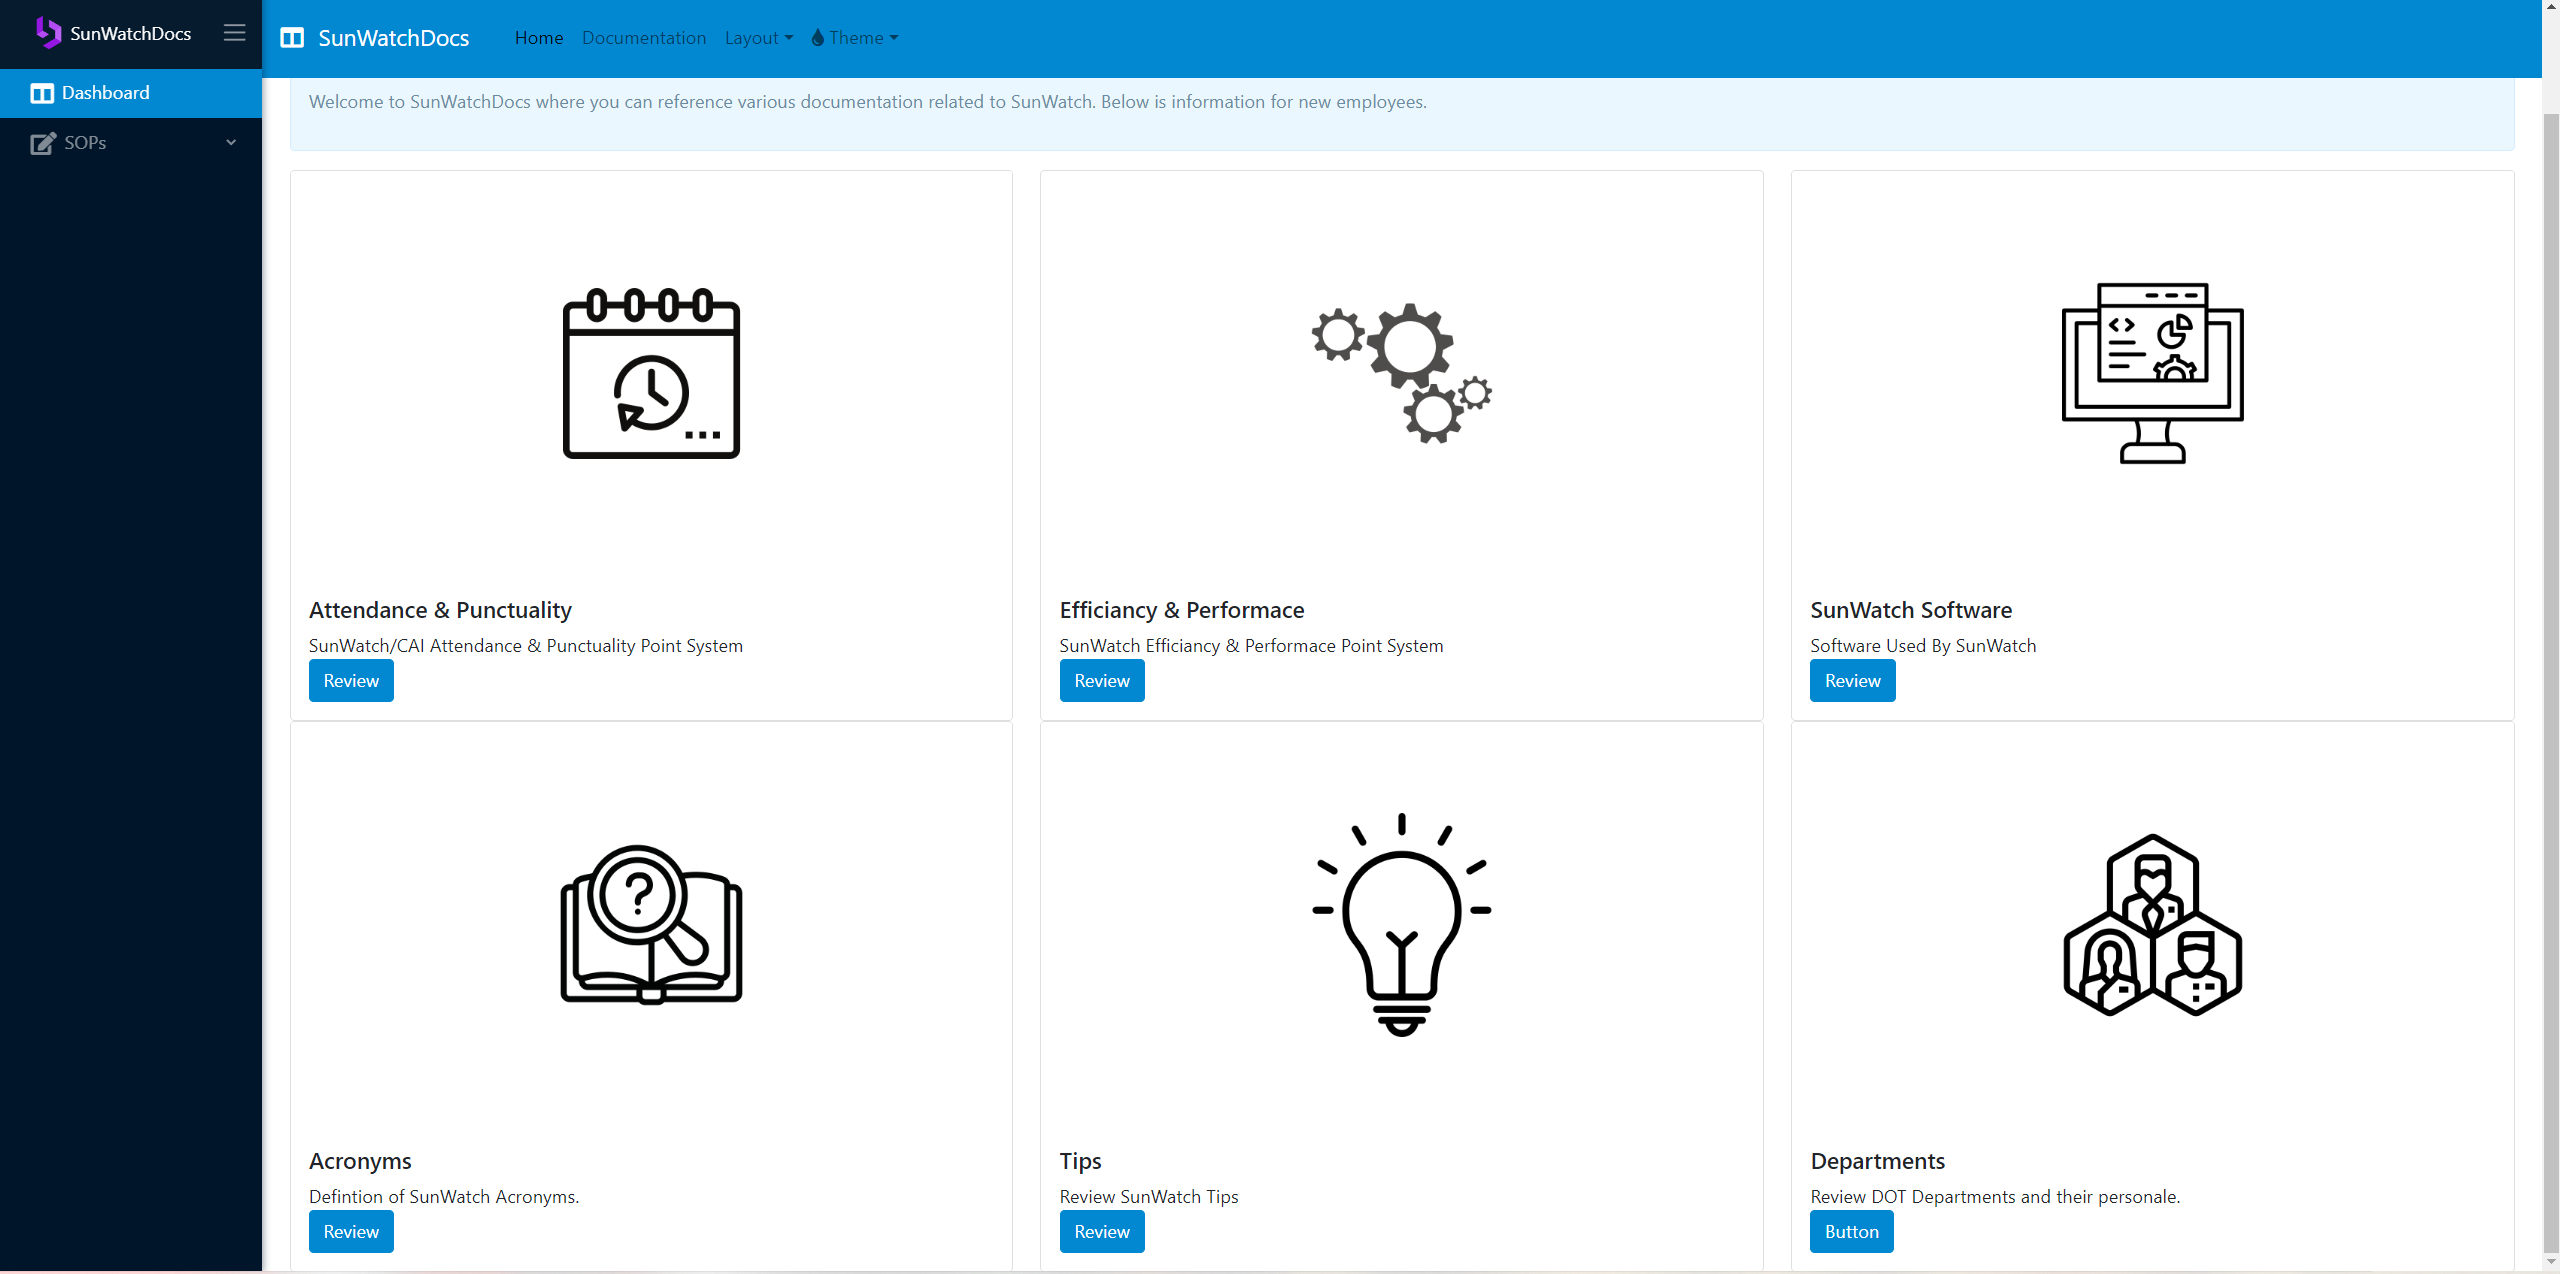 SunWatchDocs
SunWatchDocs Home Documentation Layout Theme
Dashboard
SOPs
Welcome to SunWatchDocs where you can reference various documentation related to SunWatch. Below is information for new employees.
Attendance & Punctuality
SunWatch/CAI Attendance & Punctuality Point System
Review
Efficiancy & Performace
SunWatch Efficiancy & Performace Point System
Review
SunWatch Software
Software Used By SunWatch
Review
Acronyms
Defintion of SunWatch Acronyms.
Review
Tips
Review SunWatch Tips
Review
Departments
Review DOT Departments and their personale.
Button